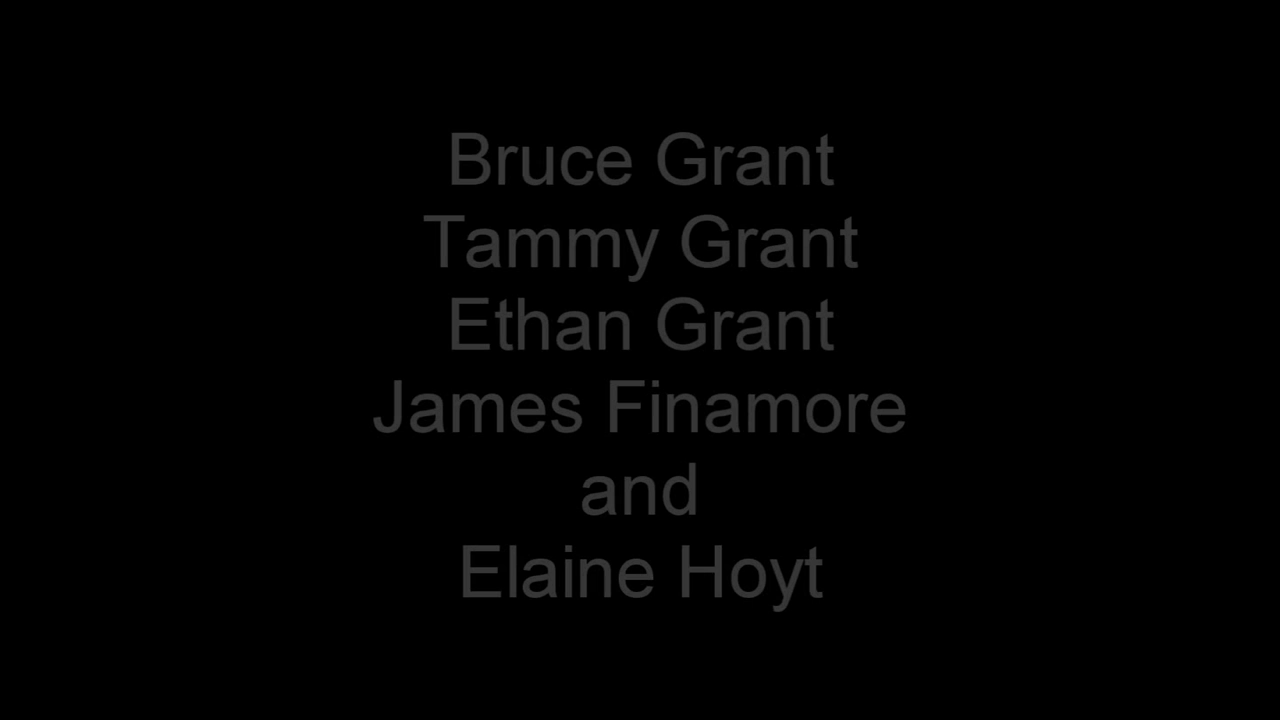 Bruce Grant
Tammy Grant
Ethan Grant
James Finamore
and
Elaine Hoyt